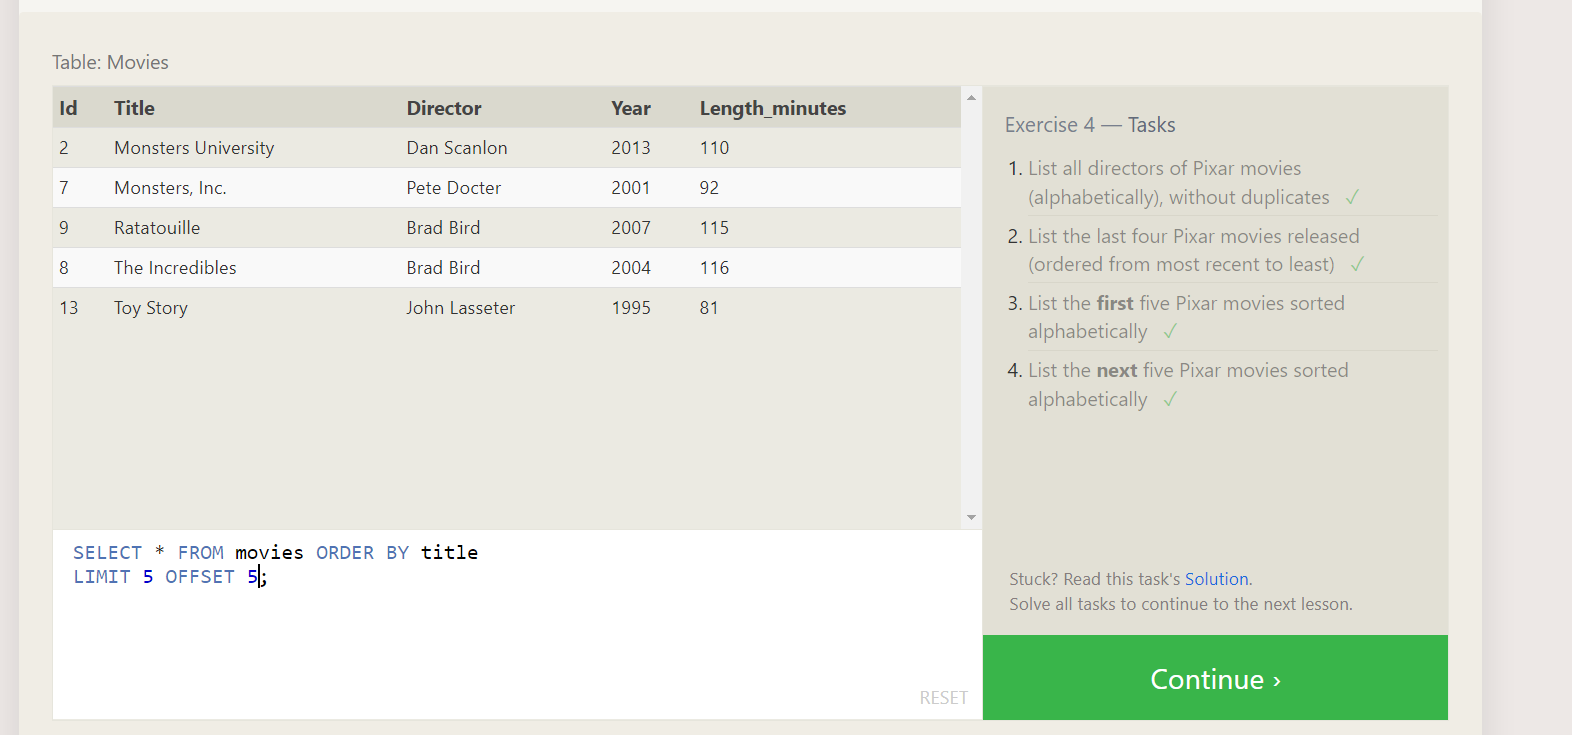 Table: Movies
Id Title Director Year Length_minutes
2 Monsters University Dan Scanlon 2013 110
7 Monsters, Inc. Pete Docter 2001 92
9 Ratatouille Brad Bird 2007 115
8 The Incredibles Brad Bird 2004 116
13 Toy Story John Lasseter 1995 81
SELECT * FROM movies ORDER BY title
LIMIT 5 OFFSET 5;
RESET
Exercise 4 — Tasks
1. List all directors of Pixar movies
(alphabetically), without duplicates ✓
2. List the last four Pixar movies released
(ordered from most recent to least) ✓
3. List the first five Pixar movies sorted
alphabetically ✓
4. List the next five Pixar movies sorted
alphabetically ✓
Stuck? Read this task's Solution.
Solve all tasks to continue to the next lesson.
Continue ›